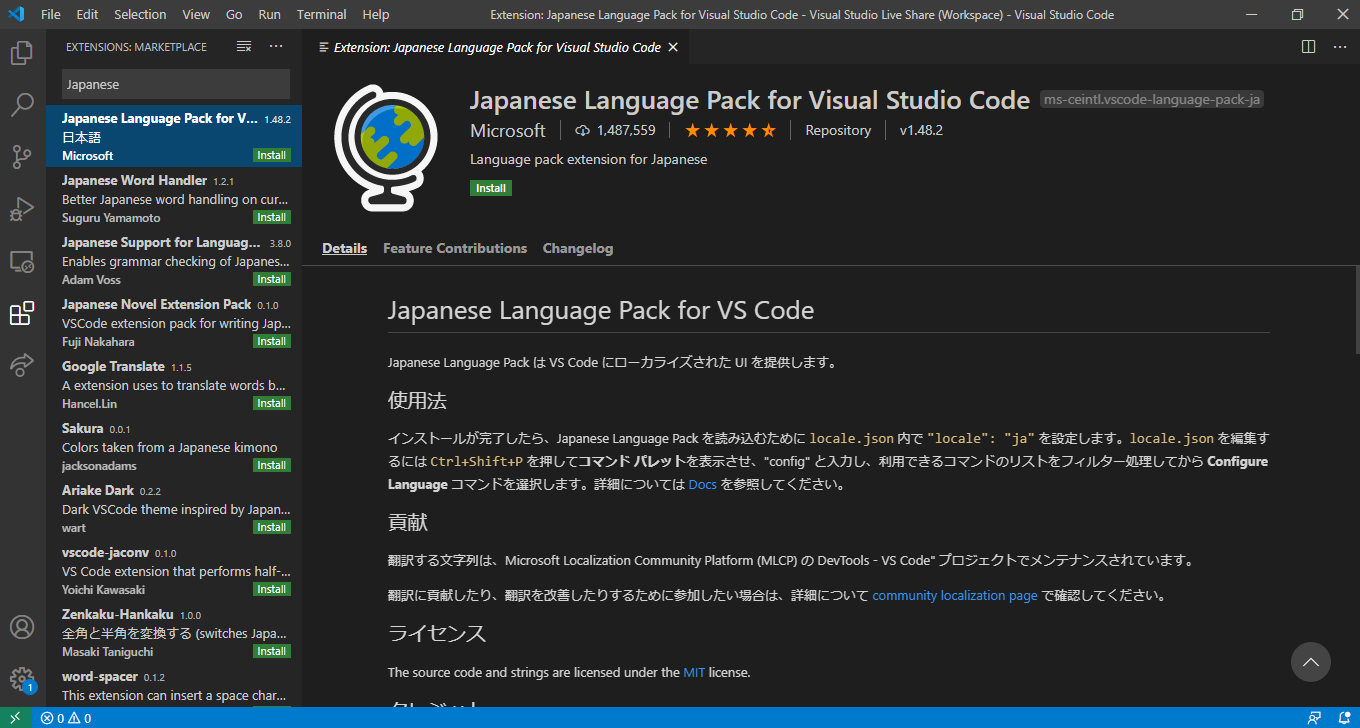 File Edit Selection View Go Run Terminal Help
Extension: Japanese Language Pack for Visual Studio Code - Visual Studio Live Share (Workspace) - Visual Studio Code
EXTENSIONS: MARKETPLACE
Japanese
Japanese Language Pack for V... 1.48.2
日本語
Microsoft Install
Japanese Word Handler 1.2.1
Better Japanese word handling on cur...
Suguru Yamamoto Install
Japanese Support for Languag... 3.8.0
Enables grammar checking of Japanes...
Adam Voss Install
Japanese Novel Extension Pack 0.1.0
VSCode extension pack for writing Jap...
Fuji Nakahara Install
Google Translate 1.1.5
A extension uses to translate words b...
Hancel.Lin Install
Sakura 0.0.1
Colors taken from a Japanese kimono
jacksonadams Install
Ariake Dark 0.2.2
Dark VSCode theme inspired by Japan...
wart Install
vscode-jaconv 0.1.0
VS Code extension that performs half-...
Yoichi Kawasaki Install
Zenkaku-Hankaku 1.0.0
全角と半角を変換する (switches Japa...
Masaki Taniguchi Install
word-spacer 0.1.2
This extension can insert a space char...
Extension: Japanese Language Pack for Visual Studio Code
Japanese Language Pack for Visual Studio Code ms-ceintl.vscode-language-pack-ja
Microsoft 1,487,559 Repository v1.48.2
Language pack extension for Japanese
Install
Details Feature Contributions Changelog
Japanese Language Pack for VS Code
Japanese Language Pack は VS Code にローカライズされた UI を提供します。
使用法
インストールが完了したら、Japanese Language Pack を読み込むために locale.json 内で "locale": "ja" を設定します。locale.json を編集す
るには Ctrl+Shift+P を押してコマンド パレットを表示させ、"config" と入力し、利用できるコマンドのリストをフィルター処理してから Configure
Language コマンドを選択します。詳細については Docs を参照してください。
貢献
翻訳する文字列は、Microsoft Localization Community Platform (MLCP) の DevTools - VS Code" プロジェクトでメンテナンスされています。
翻訳に貢献したり、翻訳を改善したりするために参加したい場合は、詳細について community localization page で確認してください。
ライセンス
The source code and strings are licensed under the MIT license.
クレジット
1
0 0